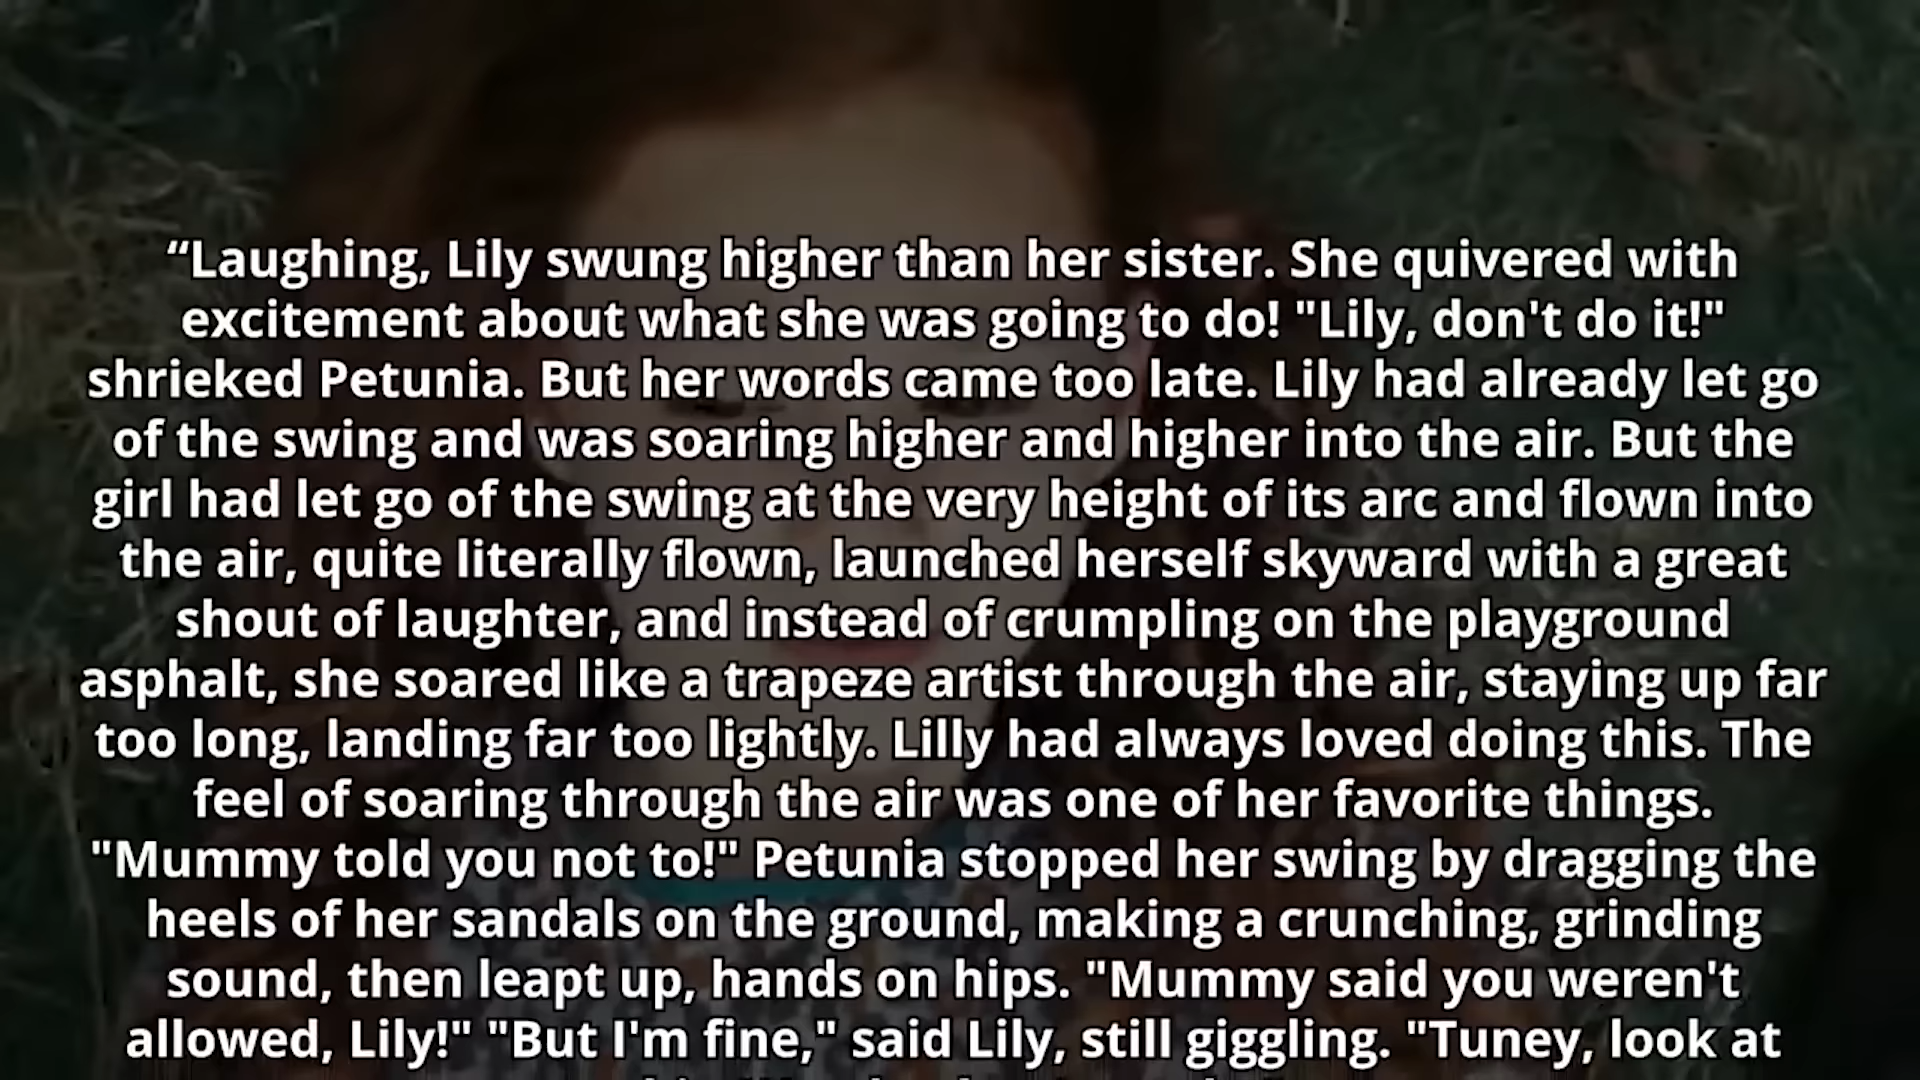 “Laughing, Lily swung higher than her sister. She quivered with
excitement about what she was going to do! "Lily, don't do it!"
shrieked Petunia. But her words came too late. Lily had already let go
of the swing and was soaring higher and higher into the air. But the
girl had let go of the swing at the very height of its arc and flown into
the air, quite literally flown, launched herself skyward with a great
shout of laughter, and instead of crumpling on the playground
asphalt, she soared like a trapeze artist through the air, staying up far
too long, landing far too lightly. Lilly had always loved doing this. The
feel of soaring through the air was one of her favorite things.
"Mummy told you not to!" Petunia stopped her swing by dragging the
heels of her sandals on the ground, making a crunching, grinding
sound, then leapt up, hands on hips. "Mummy said you weren't
allowed, Lily!" "But I'm fine," said Lily, still giggling. "Tuney, look at